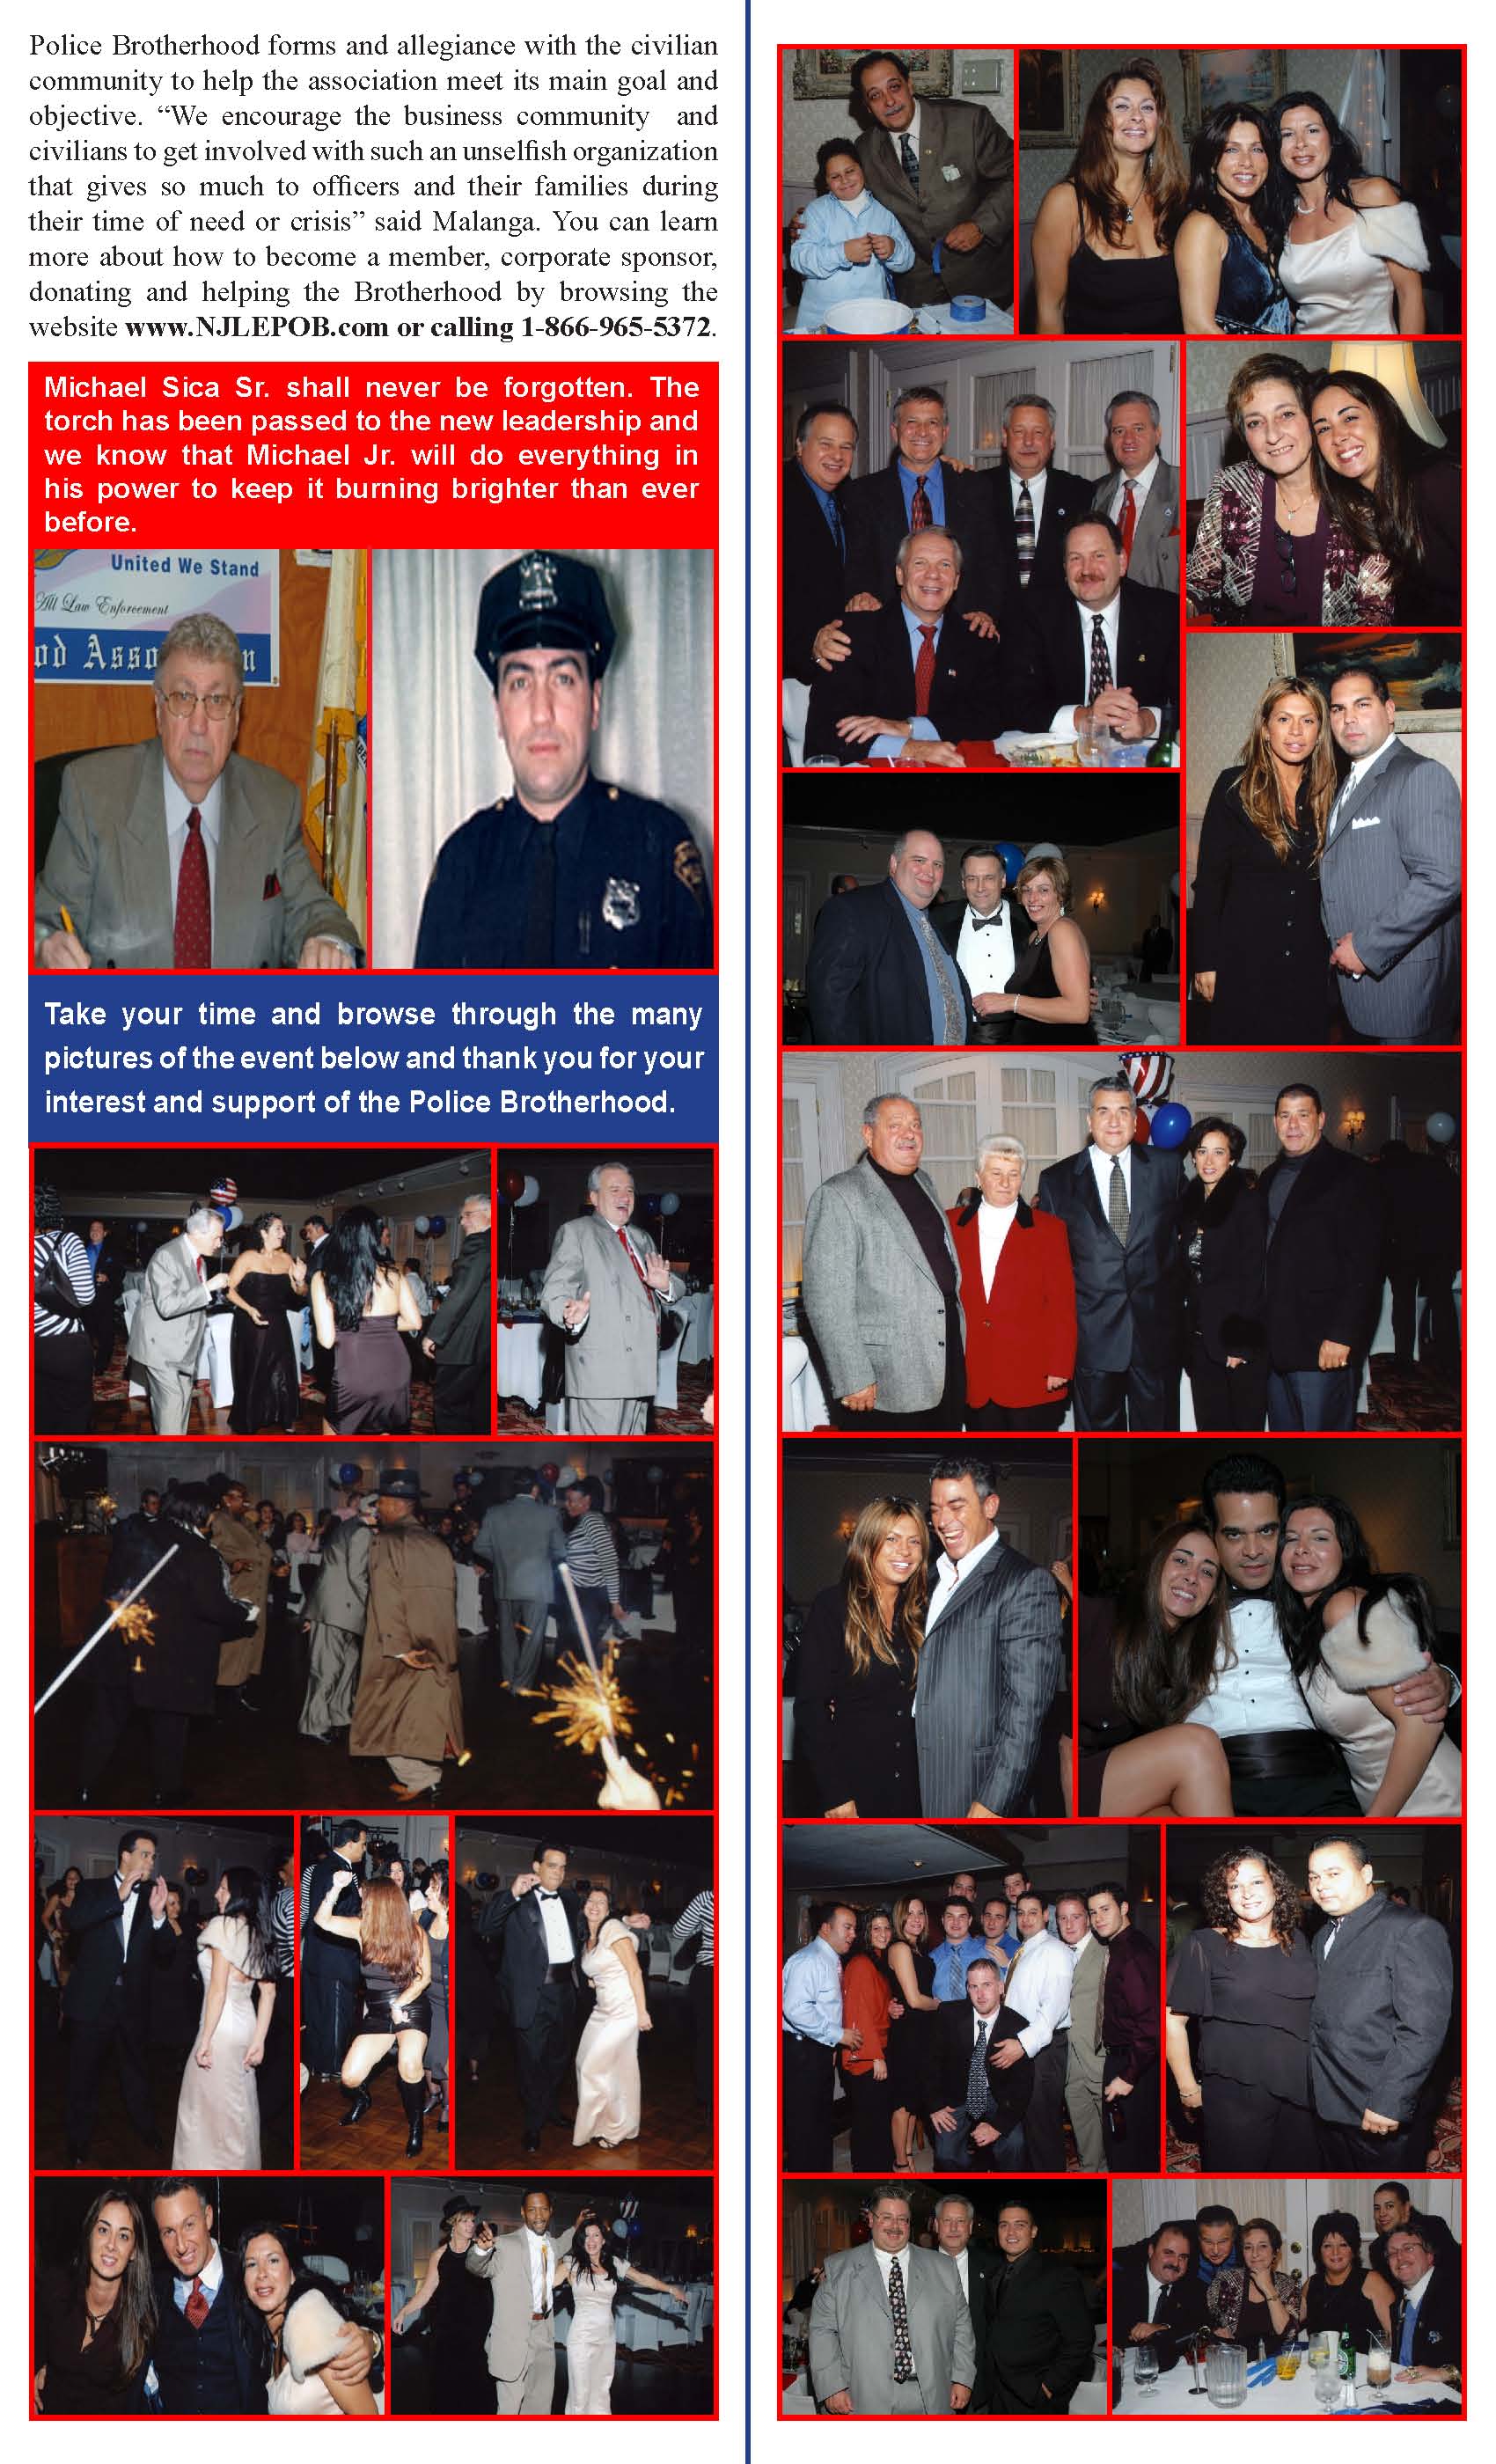 Police Brotherhood forms and allegiance with the civilian
community to help the association meet its main goal and
objective. “We encourage the business community and
civilians to get involved with such an unselfish organization
that gives so much to officers and their families during
their time of need or crisis” said Malanga. You can learn
more about how to become a member, corporate sponsor,
donating and helping the Brotherhood by browsing the
website www.NJLEPOB.com or calling 1-866-965-5372.
Michael Sica Sr. shall never be forgotten. The
torch has been passed to the new leadership and
we know that Michael Jr. will do everything in
his power to keep it burning brighter than ever
before.
United We Stand
All Law Enforcement
Take your time and browse through the many
pictures of the event below and thank you for your
interest and support of the Police Brotherhood.